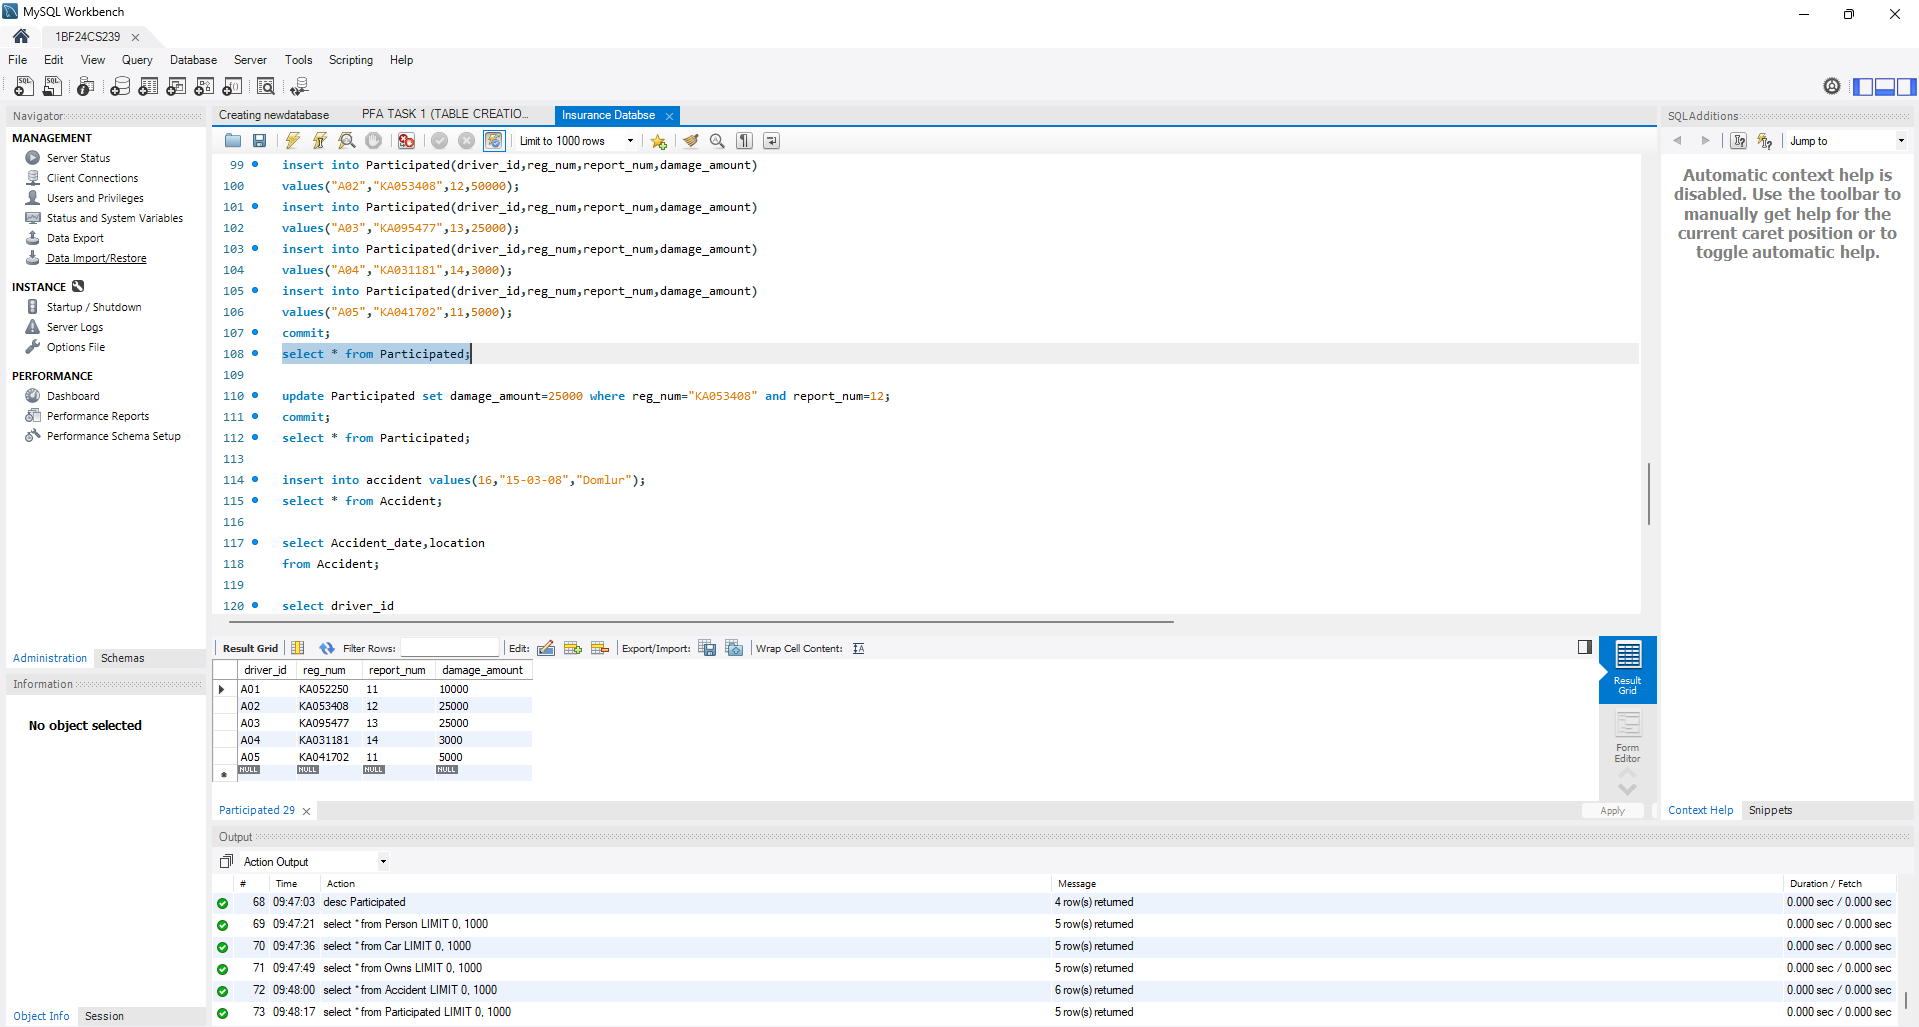 MySQL Workbench
1BF24CS239
File Edit View Query Database Server Tools Scripting Help
Navigator
MANAGEMENT
Server Status
Client Connections
Users and Privileges
Status and System Variables
Data Export
Data Import/Restore
INSTANCE
Startup / Shutdown
Server Logs
Options File
PERFORMANCE
Dashboard
Performance Reports
Performance Schema Setup
Administration Schemas
Information
No object selected
Object Info Session
Creating newdatabase PFA TASK 1 (TABLE CREATIO... Insurance Databse
Limit to 1000 rows
99 insert into Participated(driver_id,reg_num,report_num,damage_amount)
100 values("A02","KA053408",12,50000);
101 insert into Participated(driver_id,reg_num,report_num,damage_amount)
102 values("A03","KA095477",13,25000);
103 insert into Participated(driver_id,reg_num,report_num,damage_amount)
104 values("A04","KA031181",14,3000);
105 insert into Participated(driver_id,reg_num,report_num,damage_amount)
106 values("A05","KA041702",11,5000);
107 commit;
108 select * from Participated;
109
110 update Participated set damage_amount=25000 where reg_num="KA053408" and report_num=12;
111 commit;
112 select * from Participated;
113
114 insert into accident values(16,"15-03-08","Domlur");
115 select * from Accident;
116
117 select Accident_date,location
118 from Accident;
119
120 select driver_id
Result Grid Filter Rows: Edit: Export/Import: Wrap Cell Content:
driver_id reg_num report_num damage_amount
A01 KA052250 11 10000
A02 KA053408 12 25000
A03 KA095477 13 25000
A04 KA031181 14 3000
A05 KA041702 11 5000
NULL NULL NULL NULL
Result
Grid
Form
Editor
Participated 29
Apply
Output
Action Output
# Time Action Message Duration / Fetch
68 09:47:03 desc Participated 4 row(s) returned 0.000 sec / 0.000 sec
69 09:47:21 select * from Person LIMIT 0, 1000 5 row(s) returned 0.000 sec / 0.000 sec
70 09:47:36 select * from Car LIMIT 0, 1000 5 row(s) returned 0.000 sec / 0.000 sec
71 09:47:49 select * from Owns LIMIT 0, 1000 5 row(s) returned 0.000 sec / 0.000 sec
72 09:48:00 select * from Accident LIMIT 0, 1000 6 row(s) returned 0.000 sec / 0.000 sec
73 09:48:17 select * from Participated LIMIT 0, 1000 5 row(s) returned 0.000 sec / 0.000 sec
SQLAdditions
Jump to
Automatic context help is
disabled. Use the toolbar to
manually get help for the
current caret position or to
toggle automatic help.
Context Help Snippets